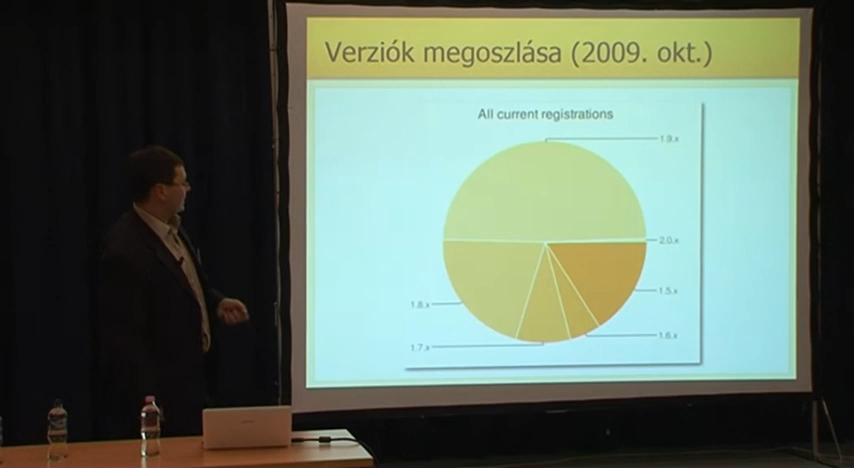 Verziók megoszlása (2009. okt.)
All current registrations
1.9.x
2.0.x
1.5.x
1.6.x
1.7.x
1.8.x